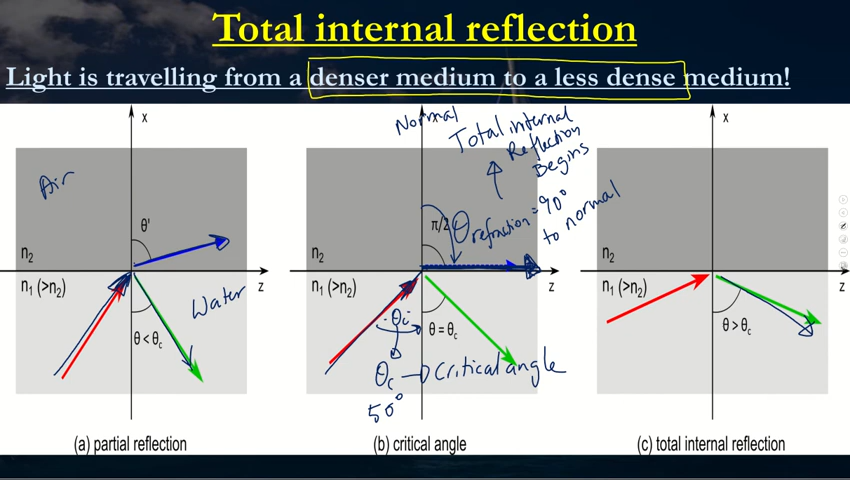 Total internal reflection
Light is travelling from a denser medium to a less dense medium!
x
Air
θ'
n₂
n₁ (>n₂)
z
Water
θ < θc
(a) partial reflection
Normal
Total internal
Reflection
Begins
π/2
θrefraction = 90°
to normal
n₂
n₁ (>n₂)
z
θi
θ = θc
θc → Critical angle
50°
(b) critical angle
x
n₂
n₁ (>n₂)
z
θ > θc
(c) total internal reflection